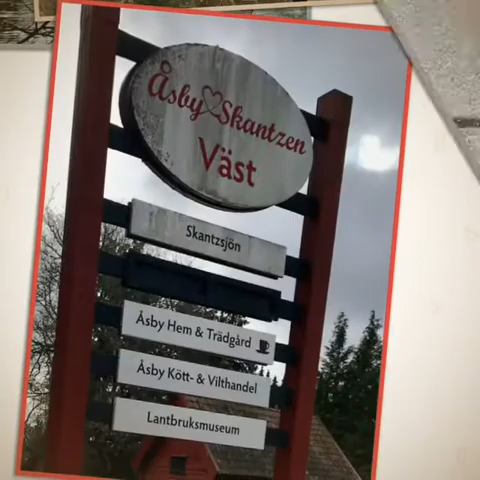 Åsby Skantzen
Väst
Skantzsjön
Åsby Hem & Trädgård
Åsby Kött- & Vilthandel
Lantbruksmuseum